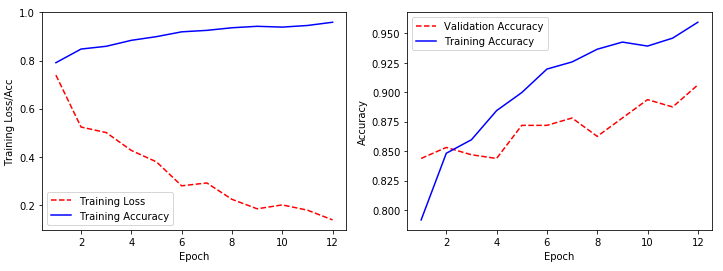 1.0
0.8
0.6
0.4
0.2
Training Loss/Acc
Training Loss
Training Accuracy
2 4 6 8 10 12
Epoch
0.950
0.925
0.900
0.875
0.850
0.825
0.800
Accuracy
Validation Accuracy
Training Accuracy
2 4 6 8 10 12
Epoch